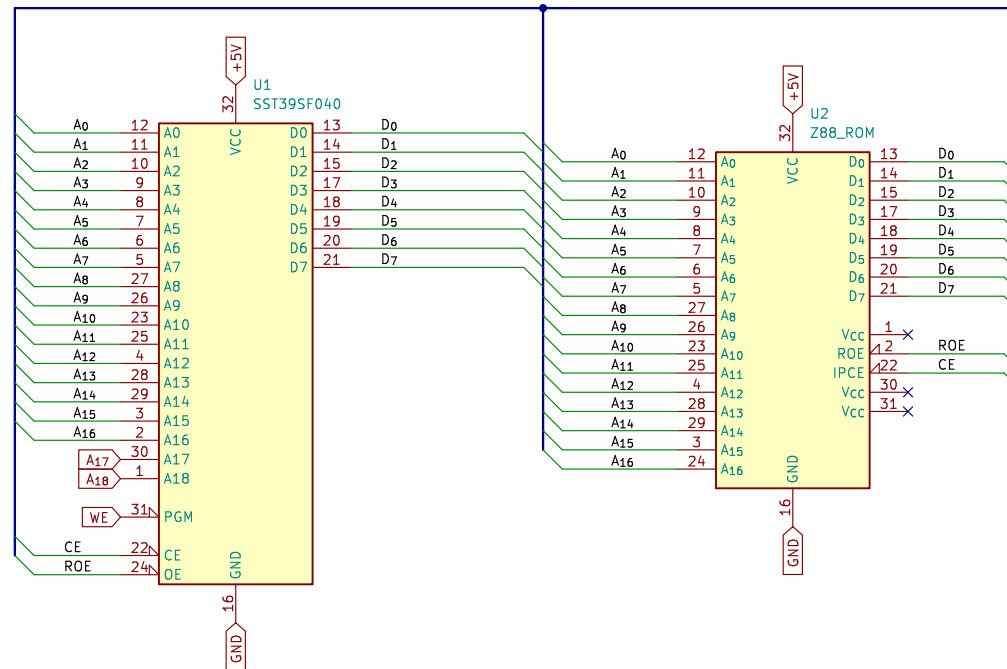 +5V
32
U1
SST39SF040
VCC
A0 12 A0 D0 13 D0
A1 11 A1 D1 14 D1
A2 10 A2 D2 15 D2
A3 9 A3 D3 17 D3
A4 8 A4 D4 18 D4
A5 7 A5 D5 19 D5
A6 6 A6 D6 20 D6
A7 5 A7 D7 21 D7
A8 27 A8
A9 26 A9
A10 23 A10
A11 25 A11
A12 4 A12
A13 28 A13
A14 29 A14
A15 3 A15
A16 2 A16
A17 30 A17
A18 1 A18
WE 31 PGM
CE 22 CE
ROE 24 OE
GND
16
GND
+5V
32
U2
Z88_ROM
VCC
A0 12 A0 D0 13 D0
A1 11 A1 D1 14 D1
A2 10 A2 D2 15 D2
A3 9 A3 D3 17 D3
A4 8 A4 D4 18 D4
A5 7 A5 D5 19 D5
A6 6 A6 D6 20 D6
A7 5 A7 D7 21 D7
A8 27 A8
A9 26 A9 Vcc 1
A10 23 A10 ROE 2 ROE
A11 25 A11 IPCE 22 CE
A12 4 A12 Vcc 30
A13 28 A13 Vcc 31
A14 29 A14
A15 3 A15
A16 24 A16
GND
16
GND